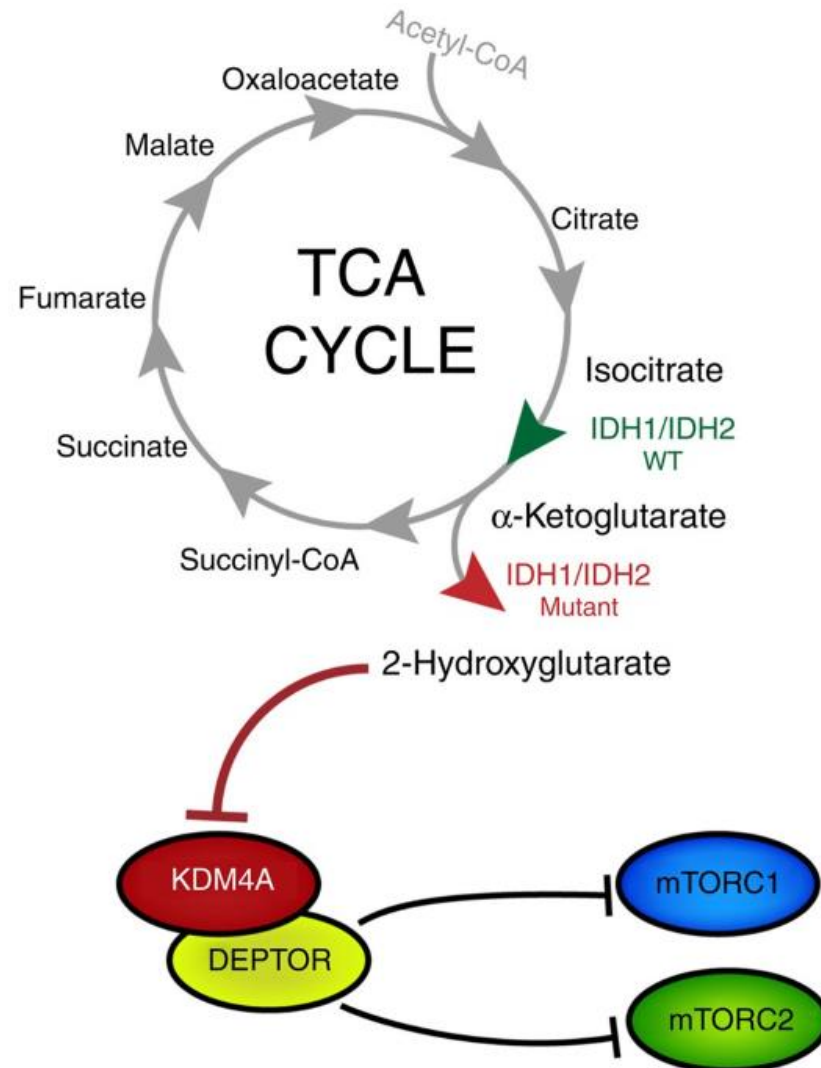 Acetyl-CoA
Oxaloacetate
Malate
Citrate
TCA
CYCLE
Fumarate
Isocitrate
IDH1/IDH2
WT
Succinate
α-Ketoglutarate
Succinyl-CoA
IDH1/IDH2
Mutant
2-Hydroxyglutarate
KDM4A
mTORC1
DEPTOR
mTORC2